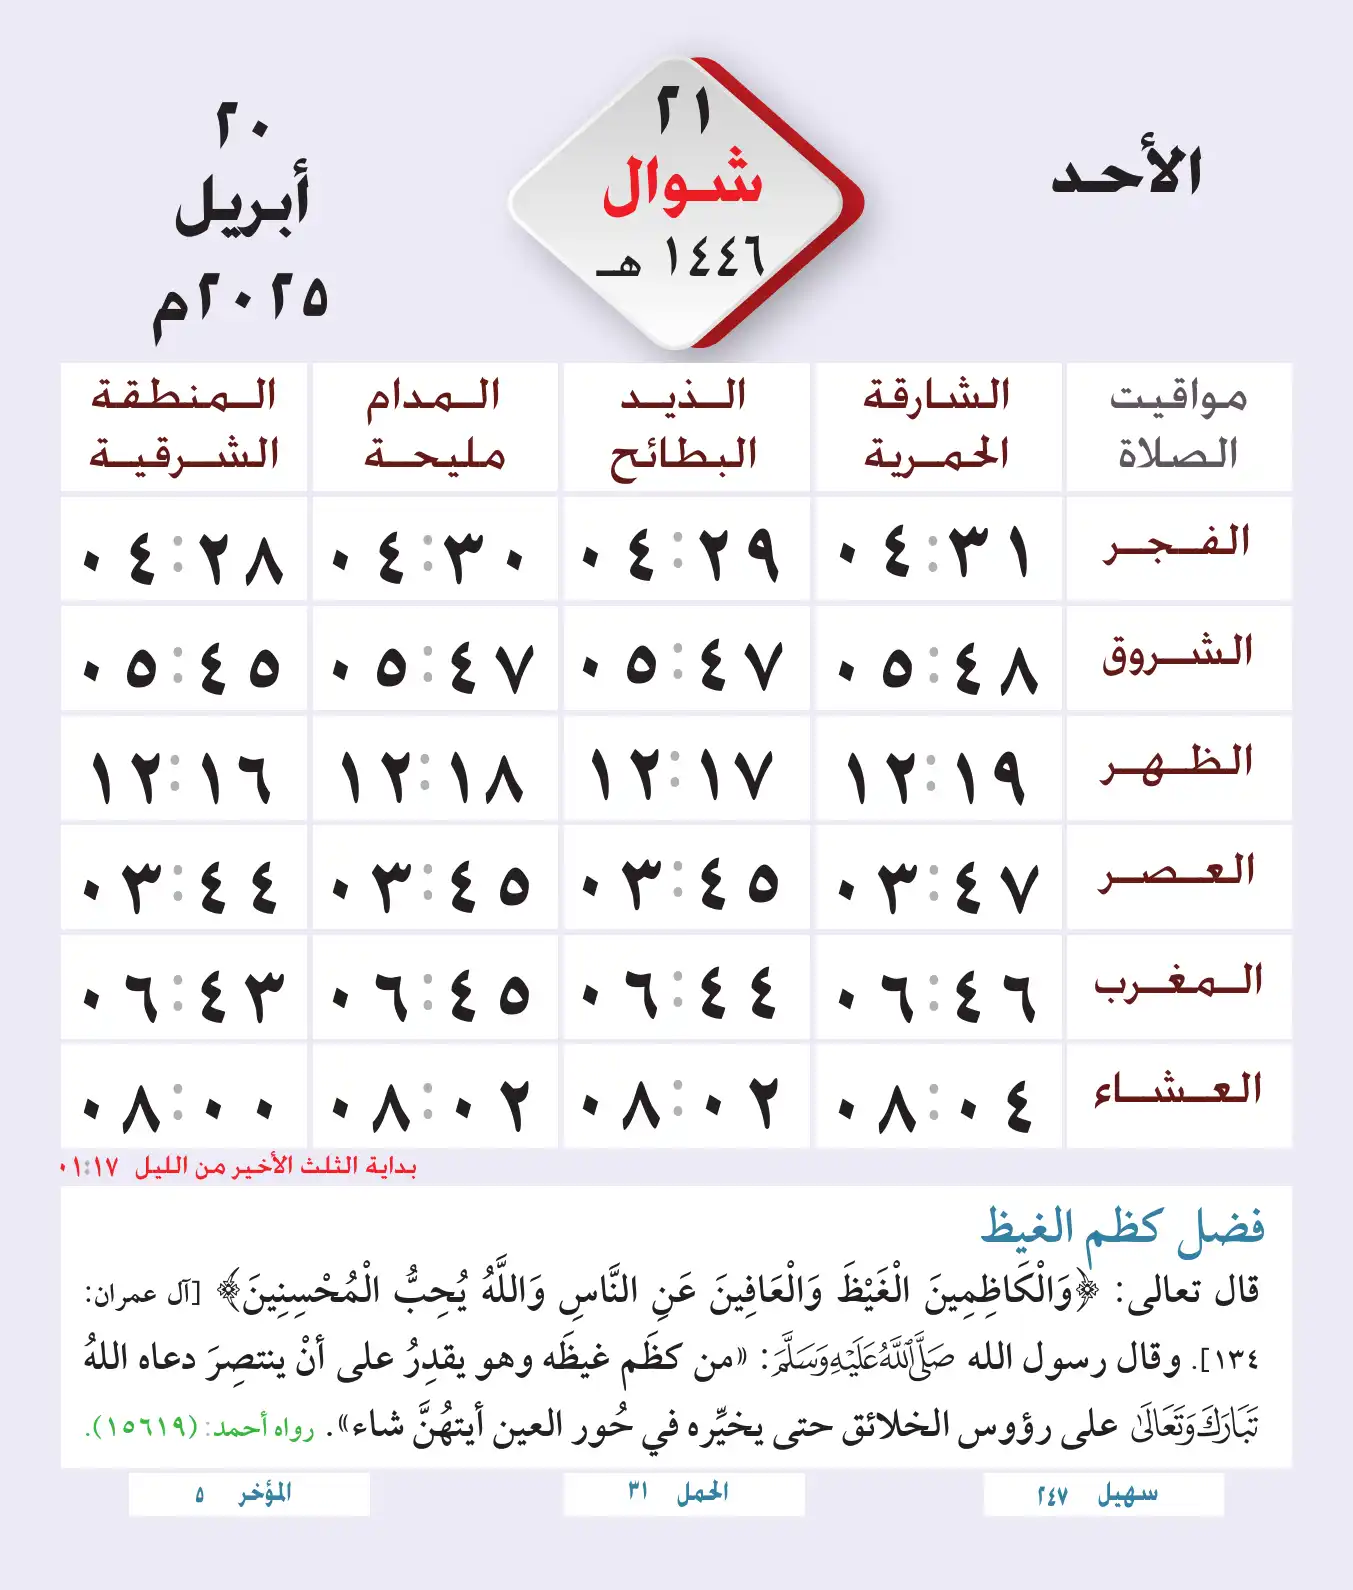 الأحد
٢١
شوال
١٤٤٦ هـ
٢٠
أبريل
٢٠٢٥م
مواقيت الصلاة
الشارقة الحمرية
الذيد البطائح
المدام مليحة
المنطقة الشرقية
الفجر ٠٤:٣١ ٠٤:٢٩ ٠٤:٣٠ ٠٤:٢٨
الشروق ٠٥:٤٨ ٠٥:٤٧ ٠٥:٤٧ ٠٥:٤٥
الظهر ١٢:١٩ ١٢:١٧ ١٢:١٨ ١٢:١٦
العصر ٠٣:٤٧ ٠٣:٤٥ ٠٣:٤٥ ٠٣:٤٤
المغرب ٠٦:٤٦ ٠٦:٤٤ ٠٦:٤٥ ٠٦:٤٣
العشاء ٠٨:٠٤ ٠٨:٠٢ ٠٨:٠٢ ٠٨:٠٠
بداية الثلث الأخير من الليل ٠١:١٧
فضل كظم الغيظ
قال تعالى: ﴿وَالْكَاظِمِينَ الْغَيْظَ وَالْعَافِينَ عَنِ النَّاسِ وَاللَّهُ يُحِبُّ الْمُحْسِنِينَ﴾ [آل عمران:
١٣٤]. وقال رسول الله صَلَّى اللَّهُ عَلَيْهِ وَسَلَّمَ: «من كظَم غيظَه وهو يقدِرُ على أنْ ينتصِرَ دعاه اللهُ
تَبَارَكَ وَتَعَالَى على رؤوس الخلائق حتى يخيِّره في حُور العين أيتهُنَّ شاء». رواه أحمد: (١٥٦١٩).
سهيل ٢٤٧
الحمل ٣١
المؤخر ٥